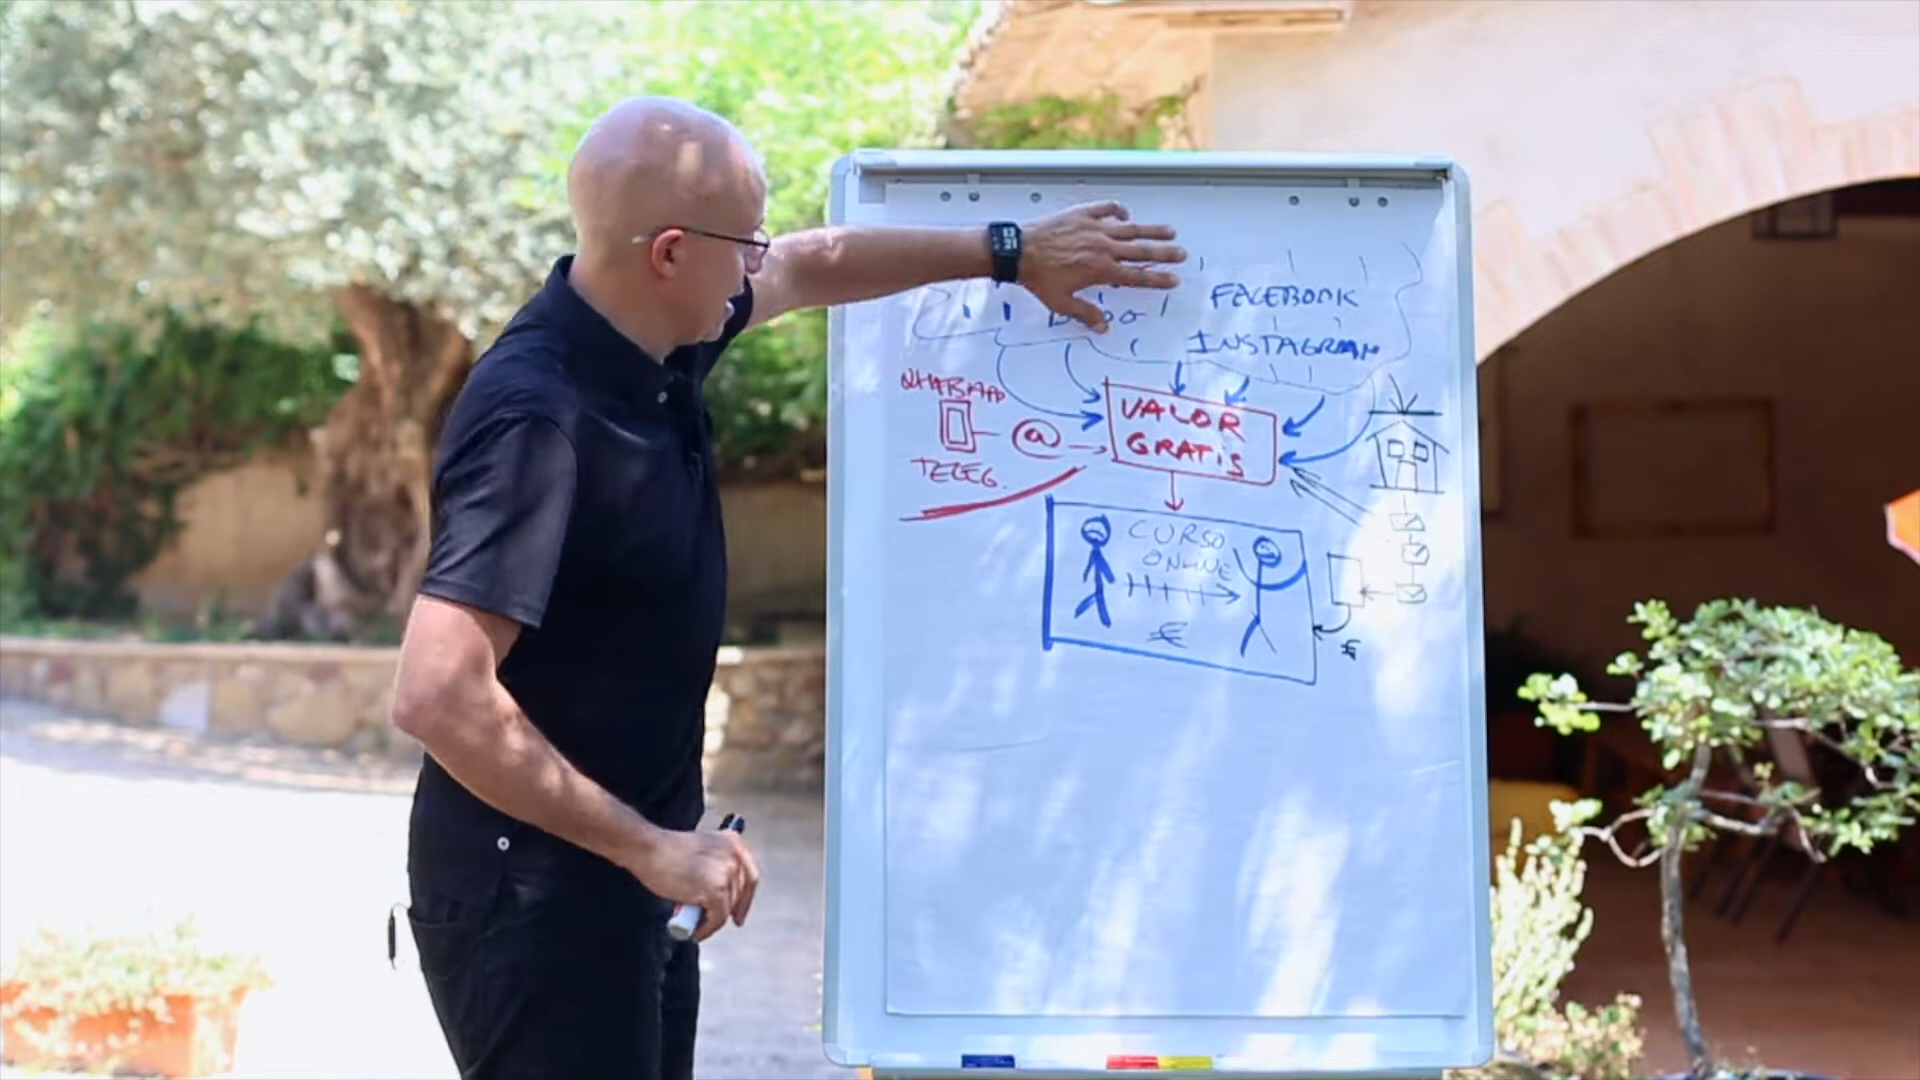 FACEBOOK
INSTAGRAM
WHATSAPP
@
TELEG.
VALOR
GRATIS
CURSO
ONLINE
€
€